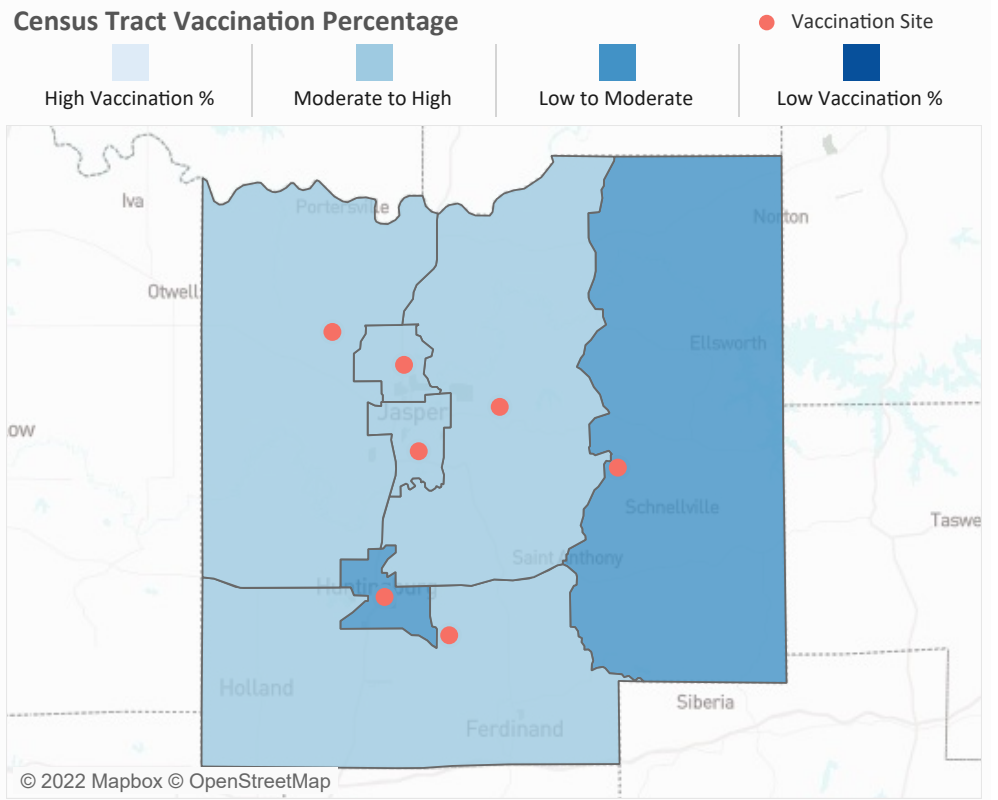 Census Tract Vaccination Percentage
Vaccination Site
High Vaccination %
Moderate to High
Low to Moderate
Low Vaccination %
Iva
Portersville
Norton
Otwell
Ellsworth
Jasper
ow
Schnellville
Taswe
Saint Anthony
Huntingburg
Holland
Siberia
Ferdinand
© 2022 Mapbox © OpenStreetMap